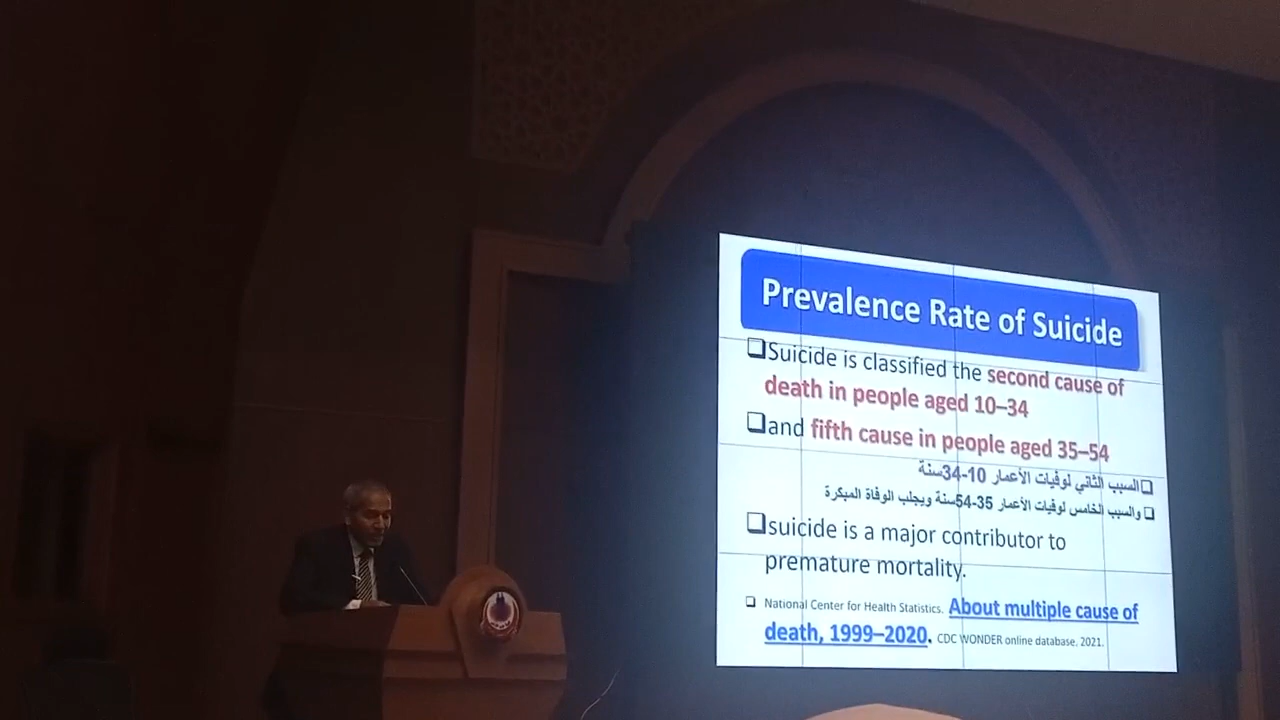 Prevalence Rate of Suicide
❑Suicide is classified the second cause of
death in people aged 10–34
❑and fifth cause in people aged 35–54
❑السبب الثاني لوفيات الأعمار 10-34سنة
❑ والسبب الخامس لوفيات الأعمار 35-54سنة ويجلب الوفاة المبكرة
❑suicide is a major contributor to
premature mortality.
❑ National Center for Health Statistics. About multiple cause of
death, 1999–2020. CDC WONDER online database. 2021.